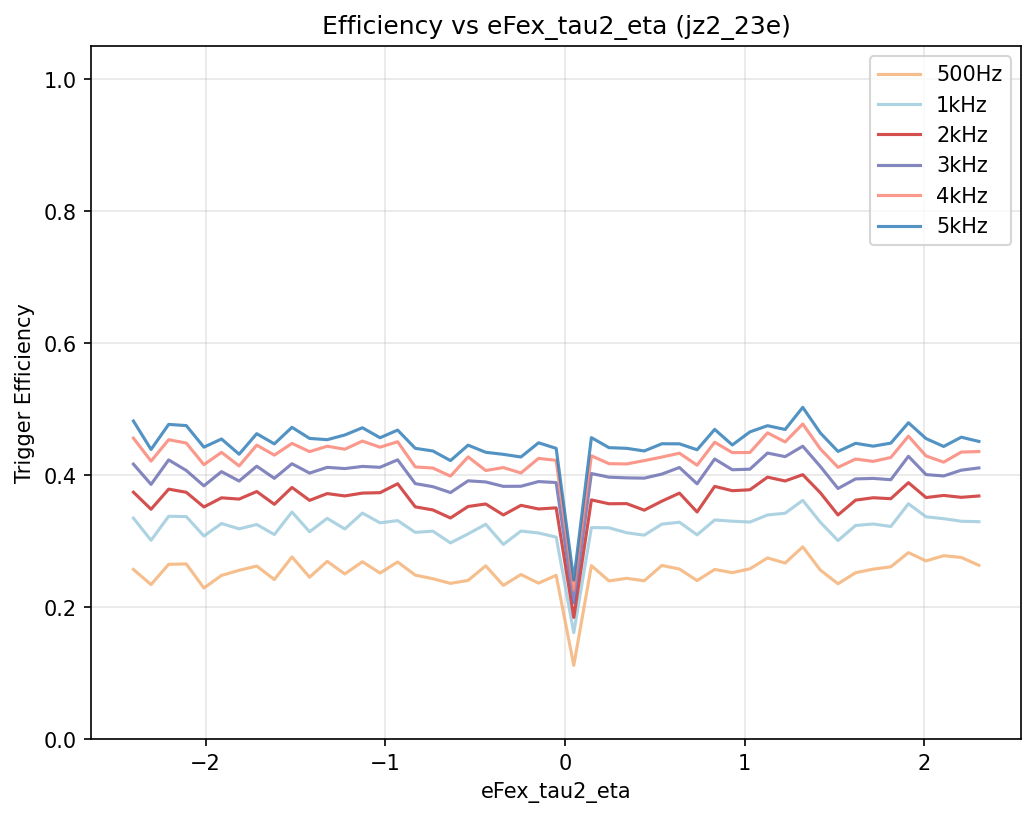 Efficiency vs eFex_tau2_eta (jz2_23e)
500Hz
1kHz
2kHz
3kHz
4kHz
5kHz
Trigger Efficiency
1.0
0.8
0.6
0.4
0.2
0.0
−2
−1
0
1
2
eFex_tau2_eta